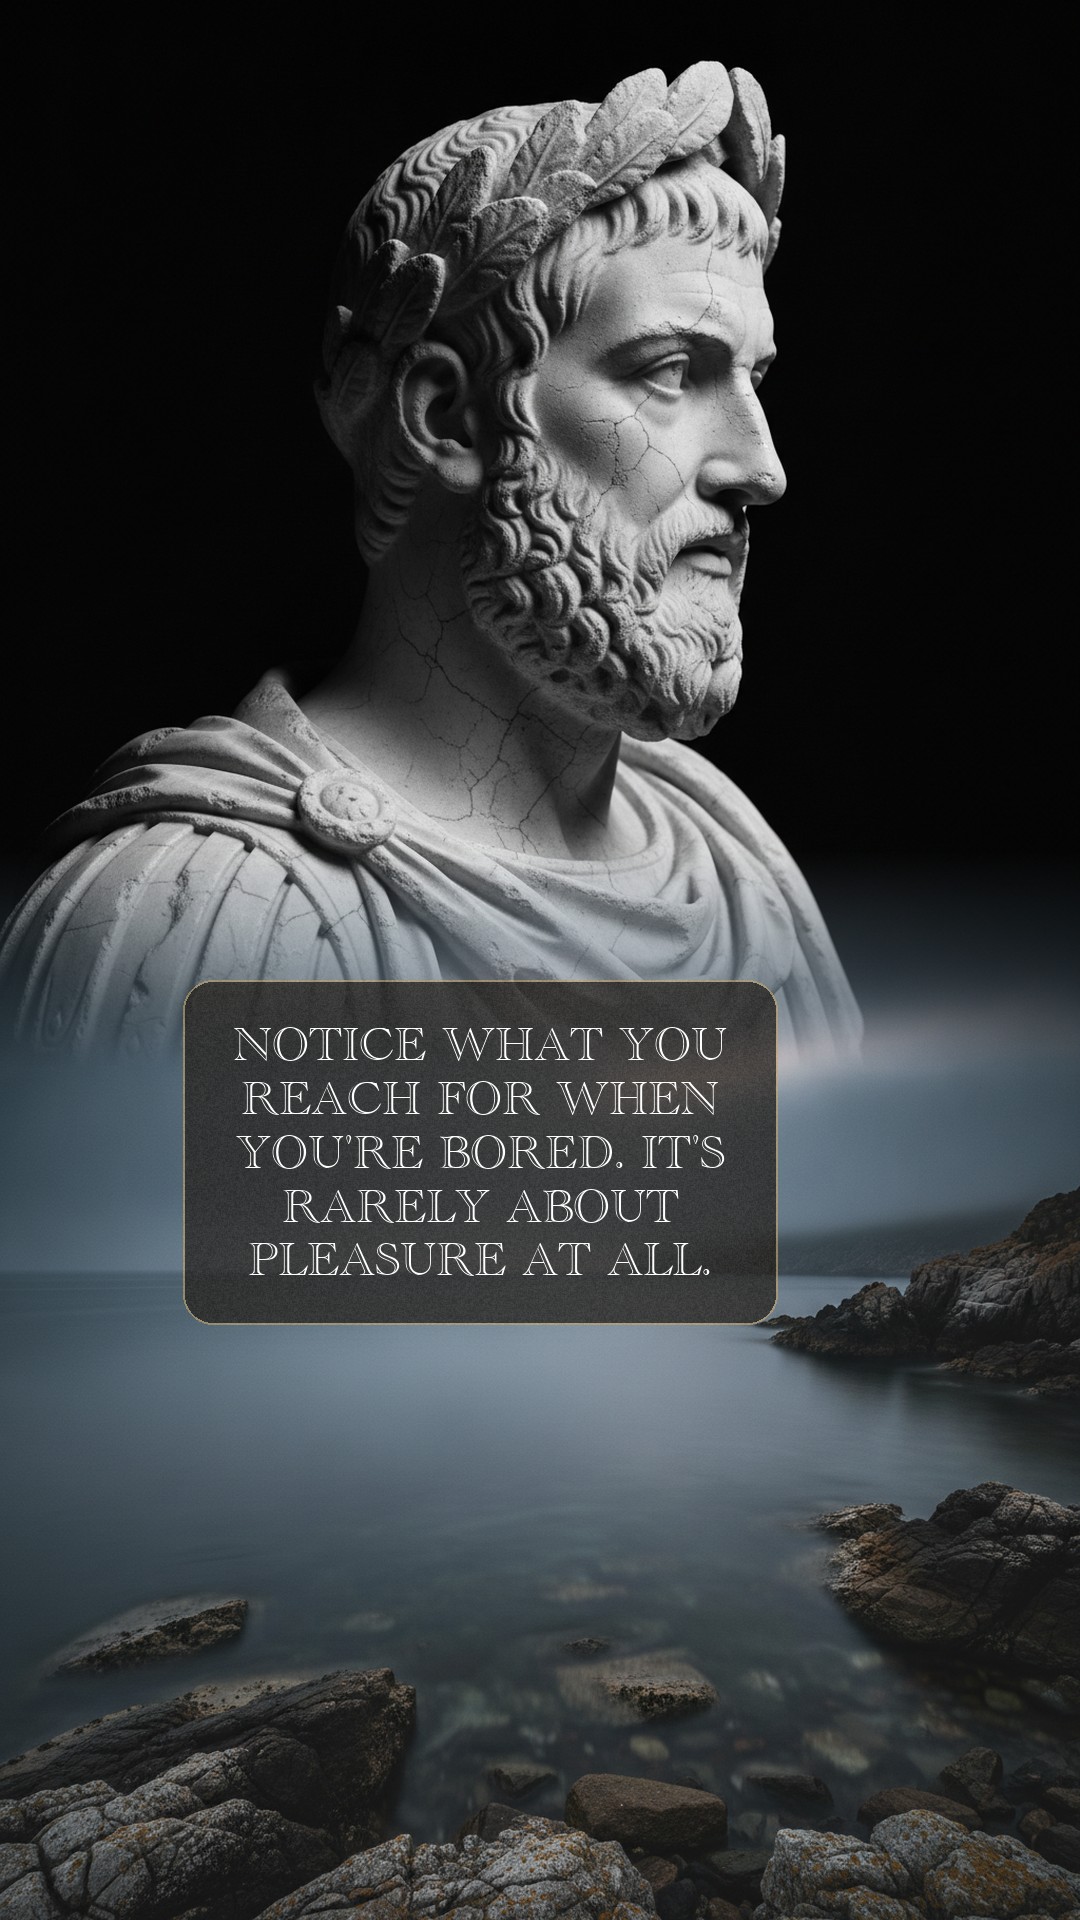 NOTICE WHAT YOU
REACH FOR WHEN
YOU'RE BORED. IT'S
RARELY ABOUT
PLEASURE AT ALL.